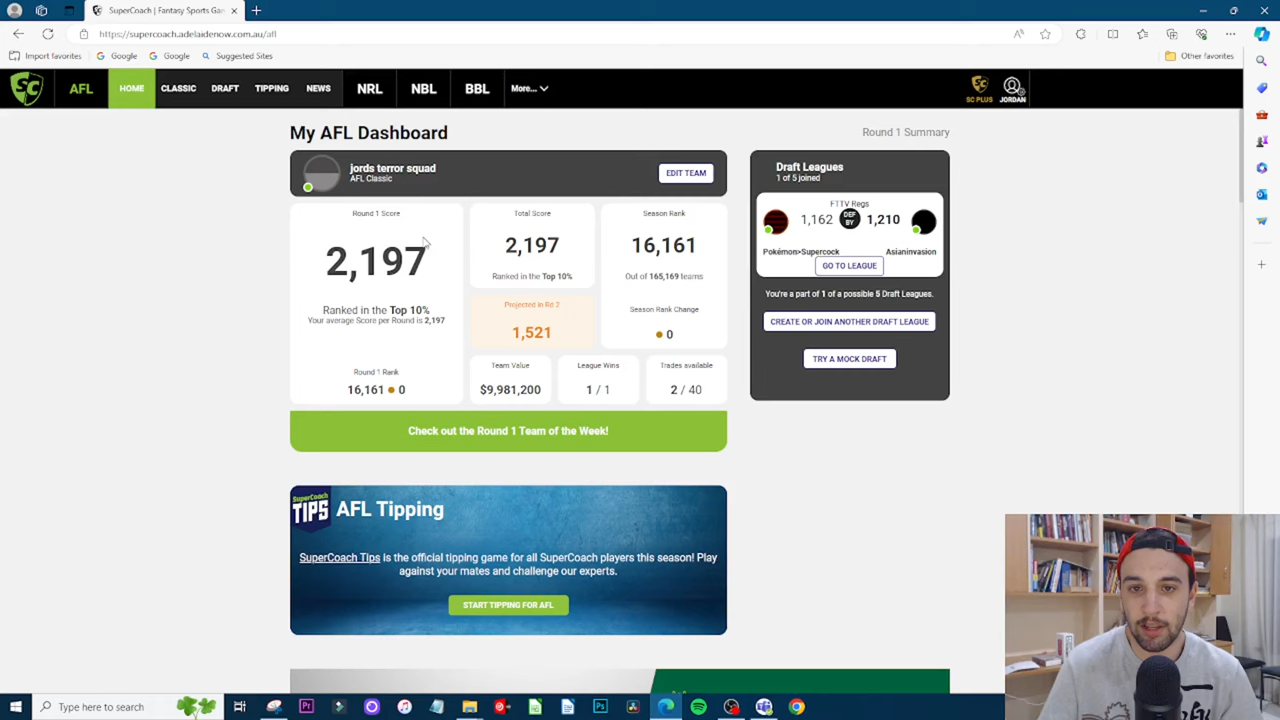 SuperCoach | Fantasy Sports Gam
https://supercoach.adelaidenow.com.au/afl
Import favorites
Google
Google
Suggested Sites
Other favorites
SC
AFL
HOME
CLASSIC
DRAFT
TIPPING
NEWS
NRL
NBL
BBL
More...
SC PLUS
JORDAN
My AFL Dashboard
Round 1 Summary
jords terror squad
AFL Classic
EDIT TEAM
Round 1 Score
2,197
Ranked in the Top 10%
Your average Score per Round is 2,197
Round 1 Rank
16,161 0
Total Score
2,197
Ranked in the Top 10%
Projected in Rd 2
1,521
Season Rank
16,161
Out of 165,169 teams
Season Rank Change
0
Team Value
$9,981,200
League Wins
1 / 1
Trades available
2 / 40
Check out the Round 1 Team of the Week!
Draft Leagues
1 of 5 joined
FTTV Regs
1,162 DEF BY 1,210
Pokémon>Supercock
Asianinvasion
GO TO LEAGUE
You're a part of 1 of a possible 5 Draft Leagues.
CREATE OR JOIN ANOTHER DRAFT LEAGUE
TRY A MOCK DRAFT
SuperCoach
TIPS
AFL Tipping
SuperCoach Tips is the official tipping game for all SuperCoach players this season! Play
against your mates and challenge our experts.
START TIPPING FOR AFL
Type here to search
Pr
Ps